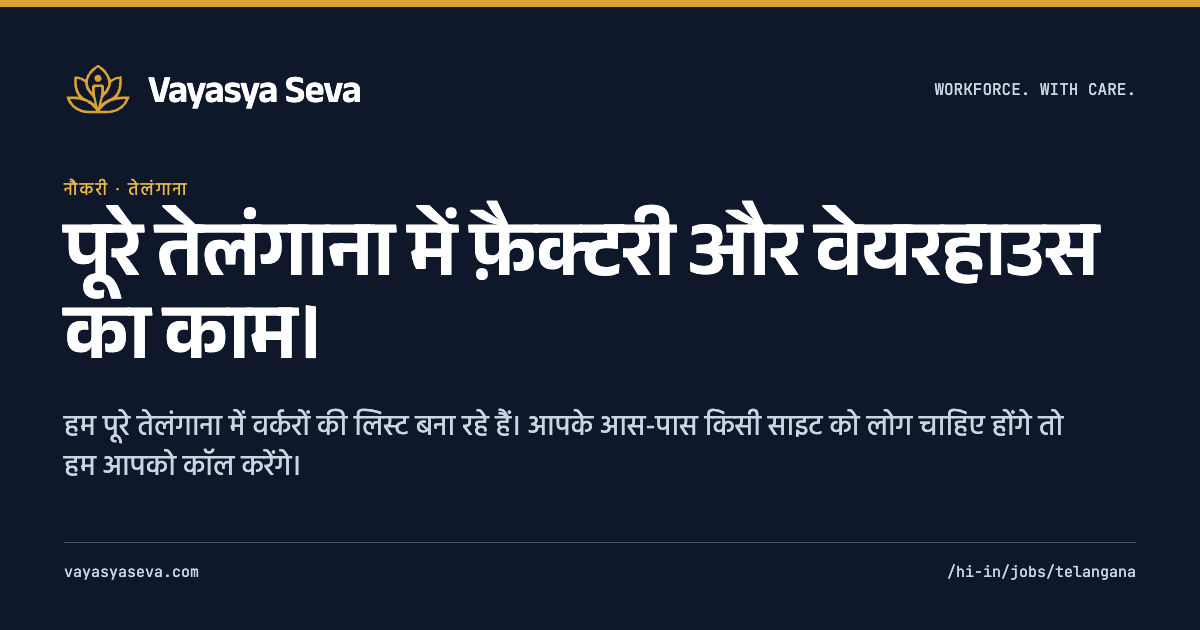 Vayasya Seva
WORKFORCE. WITH CARE.
नौकरी · तेलंगाना
पूरे तेलंगाना में फ़ैक्टरी और वेयरहाउस
का काम।
हम पूरे तेलंगाना में वर्करों की लिस्ट बना रहे हैं। आपके आस-पास किसी साइट को लोग चाहिए होंगे तो
हम आपको कॉल करेंगे।
vayasyaseva.com
/hi-in/jobs/telangana